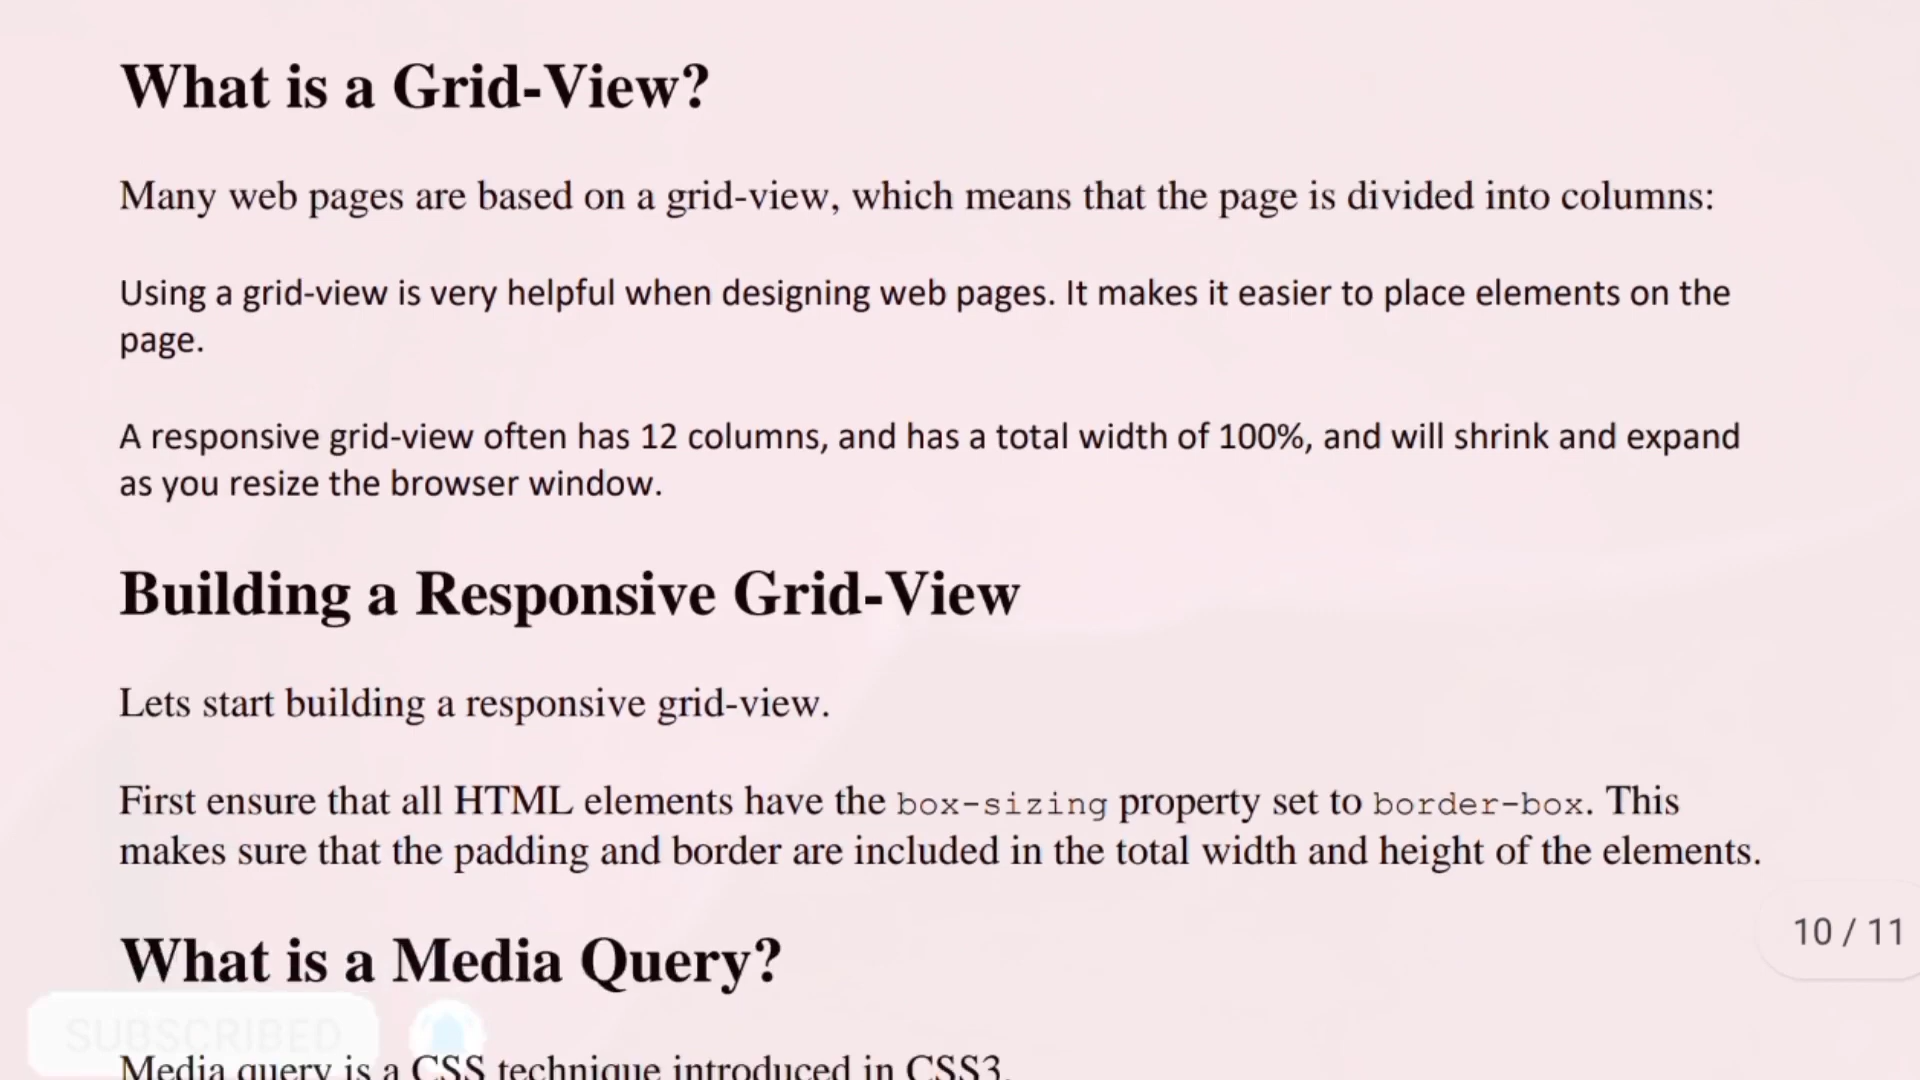 What is a Grid-View?
Many web pages are based on a grid-view, which means that the page is divided into columns:
Using a grid-view is very helpful when designing web pages. It makes it easier to place elements on the
page.
A responsive grid-view often has 12 columns, and has a total width of 100%, and will shrink and expand
as you resize the browser window.
Building a Responsive Grid-View
Lets start building a responsive grid-view.
First ensure that all HTML elements have the box-sizing property set to border-box. This
makes sure that the padding and border are included in the total width and height of the elements.
10 / 11
What is a Media Query?
SUBSCRIBED
Media query is a CSS technique introduced in CSS3.